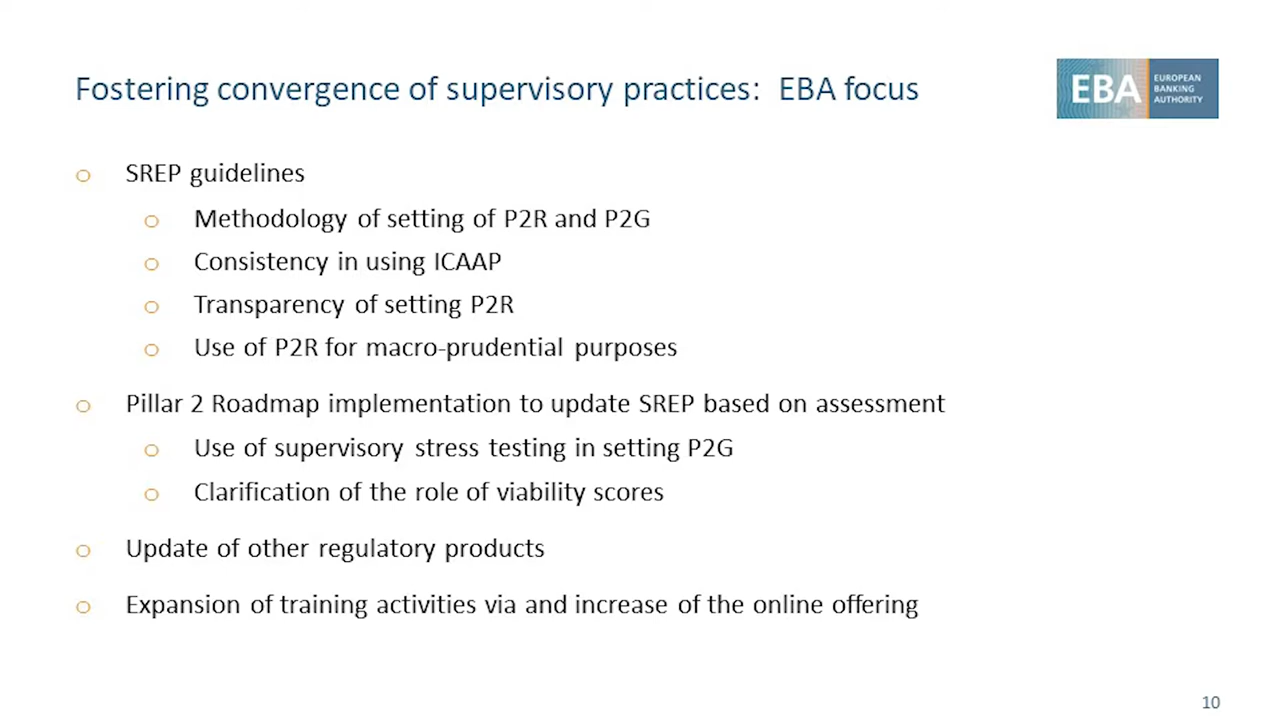 Fostering convergence of supervisory practices: EBA focus
EBA
EUROPEAN
BANKING
AUTHORITY
SREP guidelines
Methodology of setting of P2R and P2G
Consistency in using ICAAP
Transparency of setting P2R
Use of P2R for macro-prudential purposes
Pillar 2 Roadmap implementation to update SREP based on assessment
Use of supervisory stress testing in setting P2G
Clarification of the role of viability scores
Update of other regulatory products
Expansion of training activities via and increase of the online offering
10